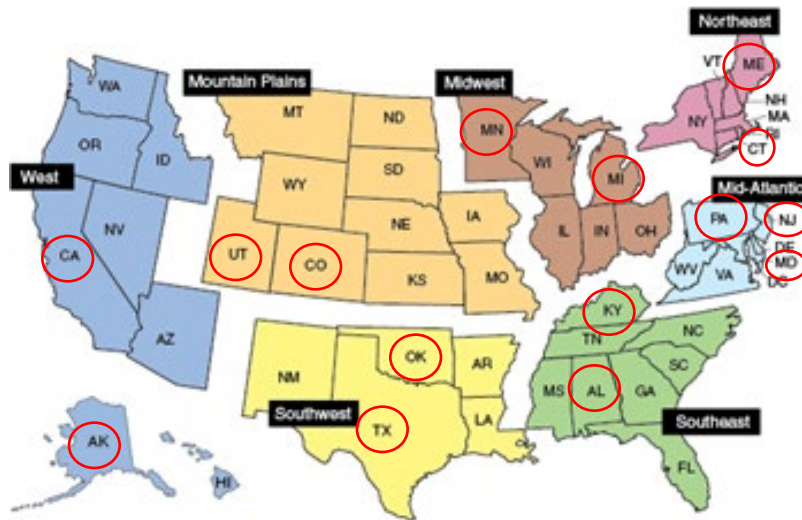 Northeast
VT
ME
Mountain Plains
Midwest
WA
MT
ND
MN
NY
NH
MA
RI
CT
OR
ID
SD
WI
MI
West
WY
Mid-Atlantic
NV
NE
IA
PA
NJ
CA
UT
CO
IL
IN
OH
DE
MD
DC
KS
MO
WV
VA
KY
AZ
OK
AR
TN
NC
NM
MS
AL
GA
SC
Southwest
TX
LA
Southeast
AK
HI
FL